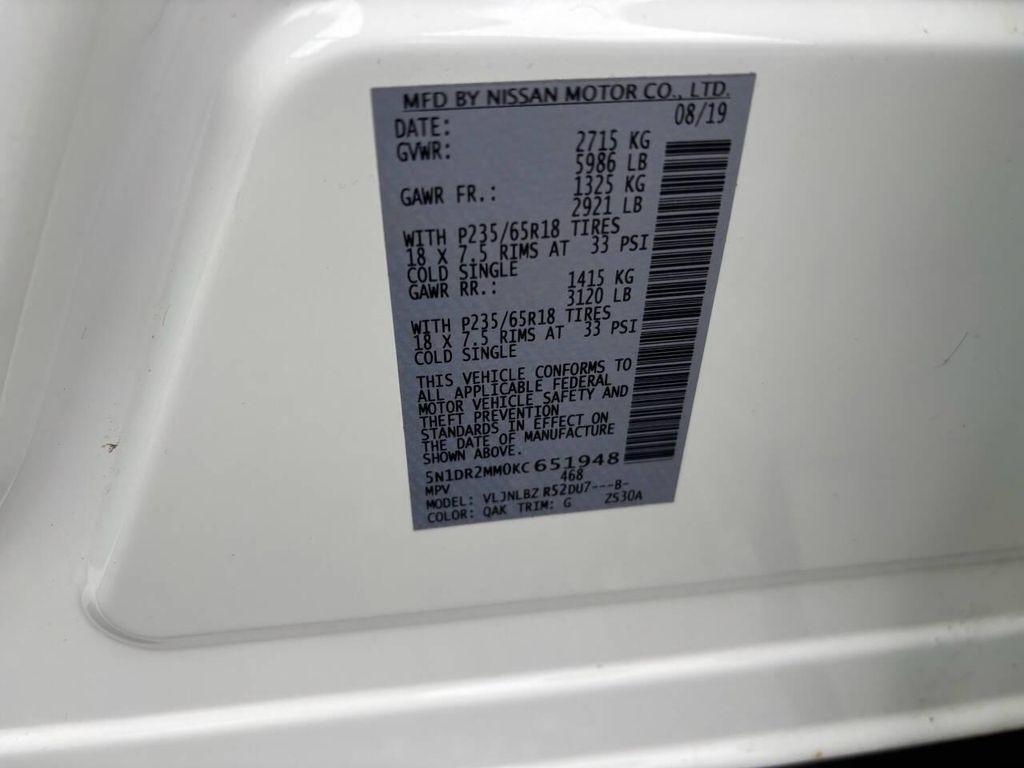 MFD BY NISSAN MOTOR CO., LTD.
DATE: 08/19
GVWR: 2715 KG
5986 LB
GAWR FR.: 1325 KG
2921 LB
WITH P235/65R18 TIRES
18 X 7.5 RIMS AT 33 PSI
COLD SINGLE
GAWR RR.: 1415 KG
3120 LB
WITH P235/65R18 TIRES
18 X 7.5 RIMS AT 33 PSI
COLD SINGLE
THIS VEHICLE CONFORMS TO
ALL APPLICABLE FEDERAL
MOTOR VEHICLE SAFETY AND
THEFT PREVENTION
STANDARDS IN EFFECT ON
THE DATE OF MANUFACTURE
SHOWN ABOVE.
5N1DR2MM0KC651948
MPV 468
MODEL: VLJNLBZ R52DU7---B-
COLOR: QAK TRIM: G ZS30A